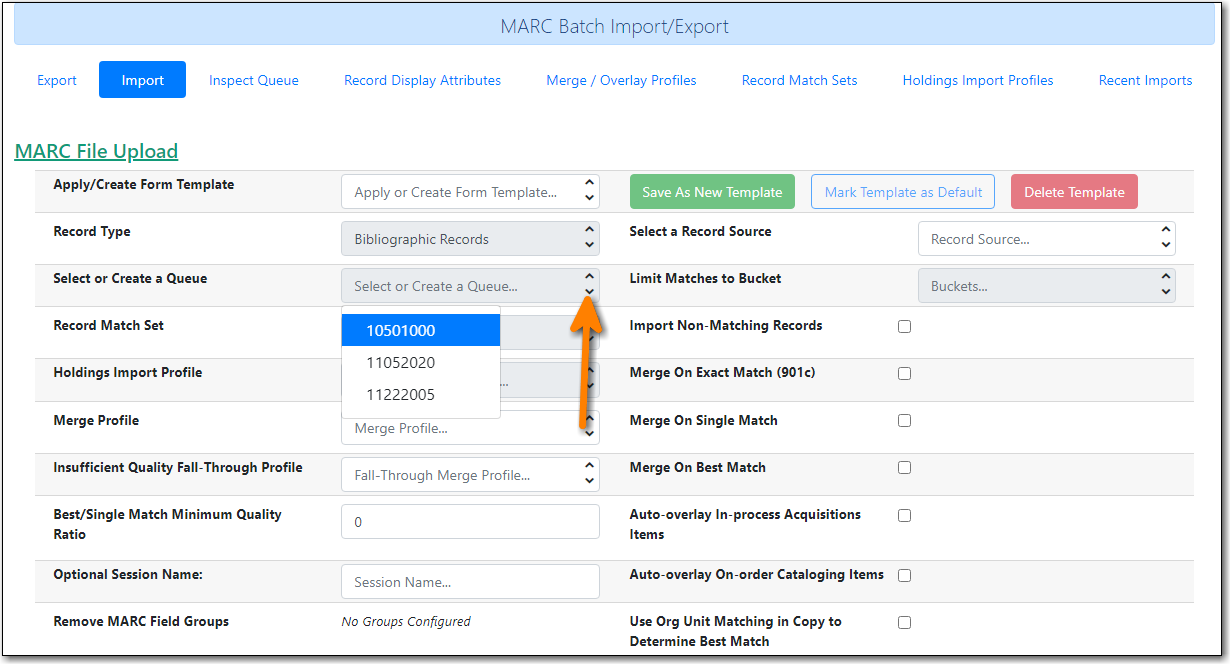 MARC Batch Import/Export
Export Import Inspect Queue Record Display Attributes Merge / Overlay Profiles Record Match Sets Holdings Import Profiles Recent Imports
MARC File Upload
Apply/Create Form Template Apply or Create Form Template... Save As New Template Mark Template as Default Delete Template
Record Type Bibliographic Records Select a Record Source Record Source...
Select or Create a Queue Select or Create a Queue... Limit Matches to Bucket Buckets...
Record Match Set 10501000 Import Non-Matching Records
11052020
Holdings Import Profile ... Merge On Exact Match (901c)
11222005
Merge Profile Merge Profile... Merge On Single Match
Insufficient Quality Fall-Through Profile Fall-Through Merge Profile... Merge On Best Match
Best/Single Match Minimum Quality 0 Auto-overlay In-process Acquisitions
Ratio Items
Optional Session Name: Session Name... Auto-overlay On-order Cataloging Items
Remove MARC Field Groups No Groups Configured Use Org Unit Matching in Copy to
Determine Best Match